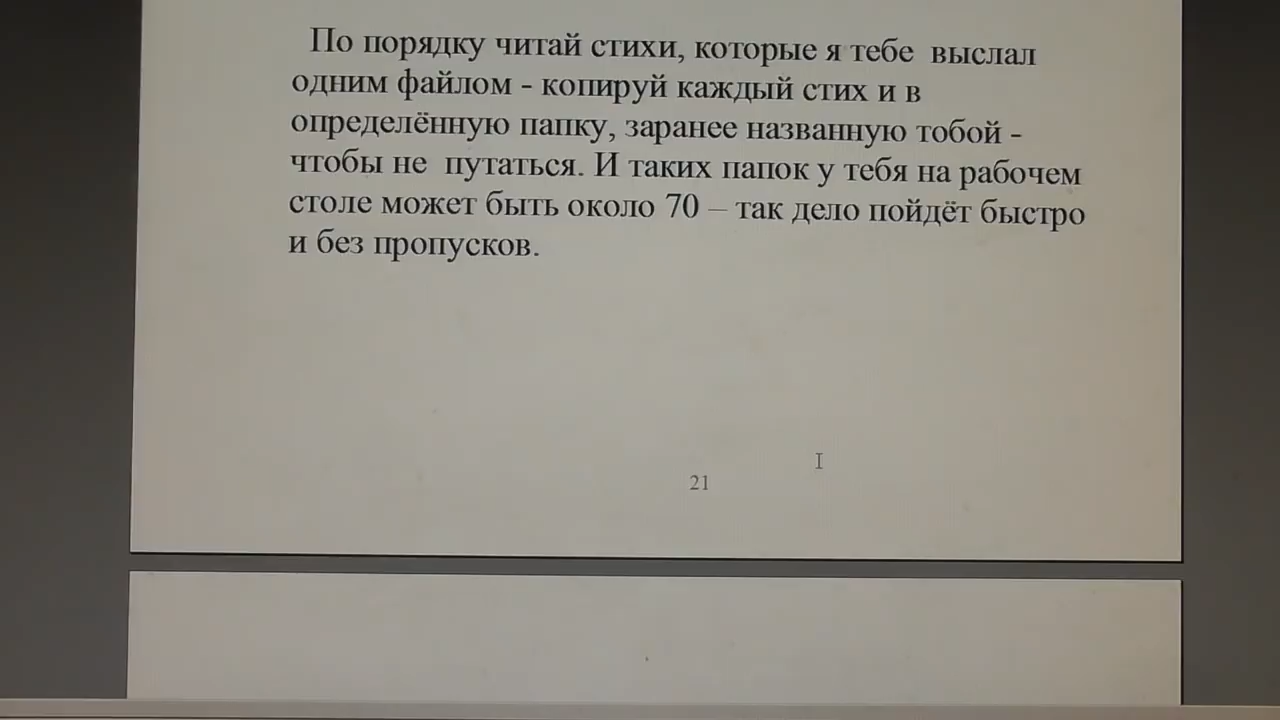 По порядку читай стихи, которые я тебе выслал
одним файлом - копируй каждый стих и в
определённую папку, заранее названную тобой -
чтобы не путаться. И таких папок у тебя на рабочем
столе может быть около 70 – так дело пойдёт быстро
и без пропусков.
21